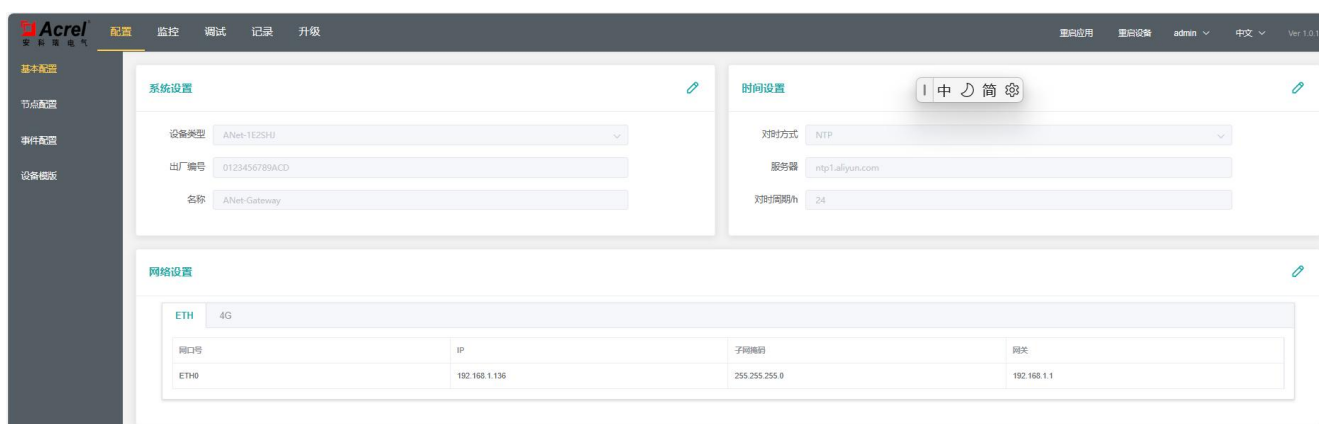 Acrel 配置 监控 调试 记录 升级 重启应用 重启设备 admin 中文 Ver 1.0.1
安科瑞电气
基本配置
节点配置
事件配置
设备模版
系统设置
设备类型 ANet-1E2SHJ
出厂编号 0123456789ACD
名称 ANet-Gateway
时间设置
中 简
对时方式 NTP
服务器 ntp1.aliyun.com
对时周期/h 24
网络设置
ETH 4G
网口号 IP 子网掩码 网关
ETH0 192.168.1.136 255.255.255.0 192.168.1.1